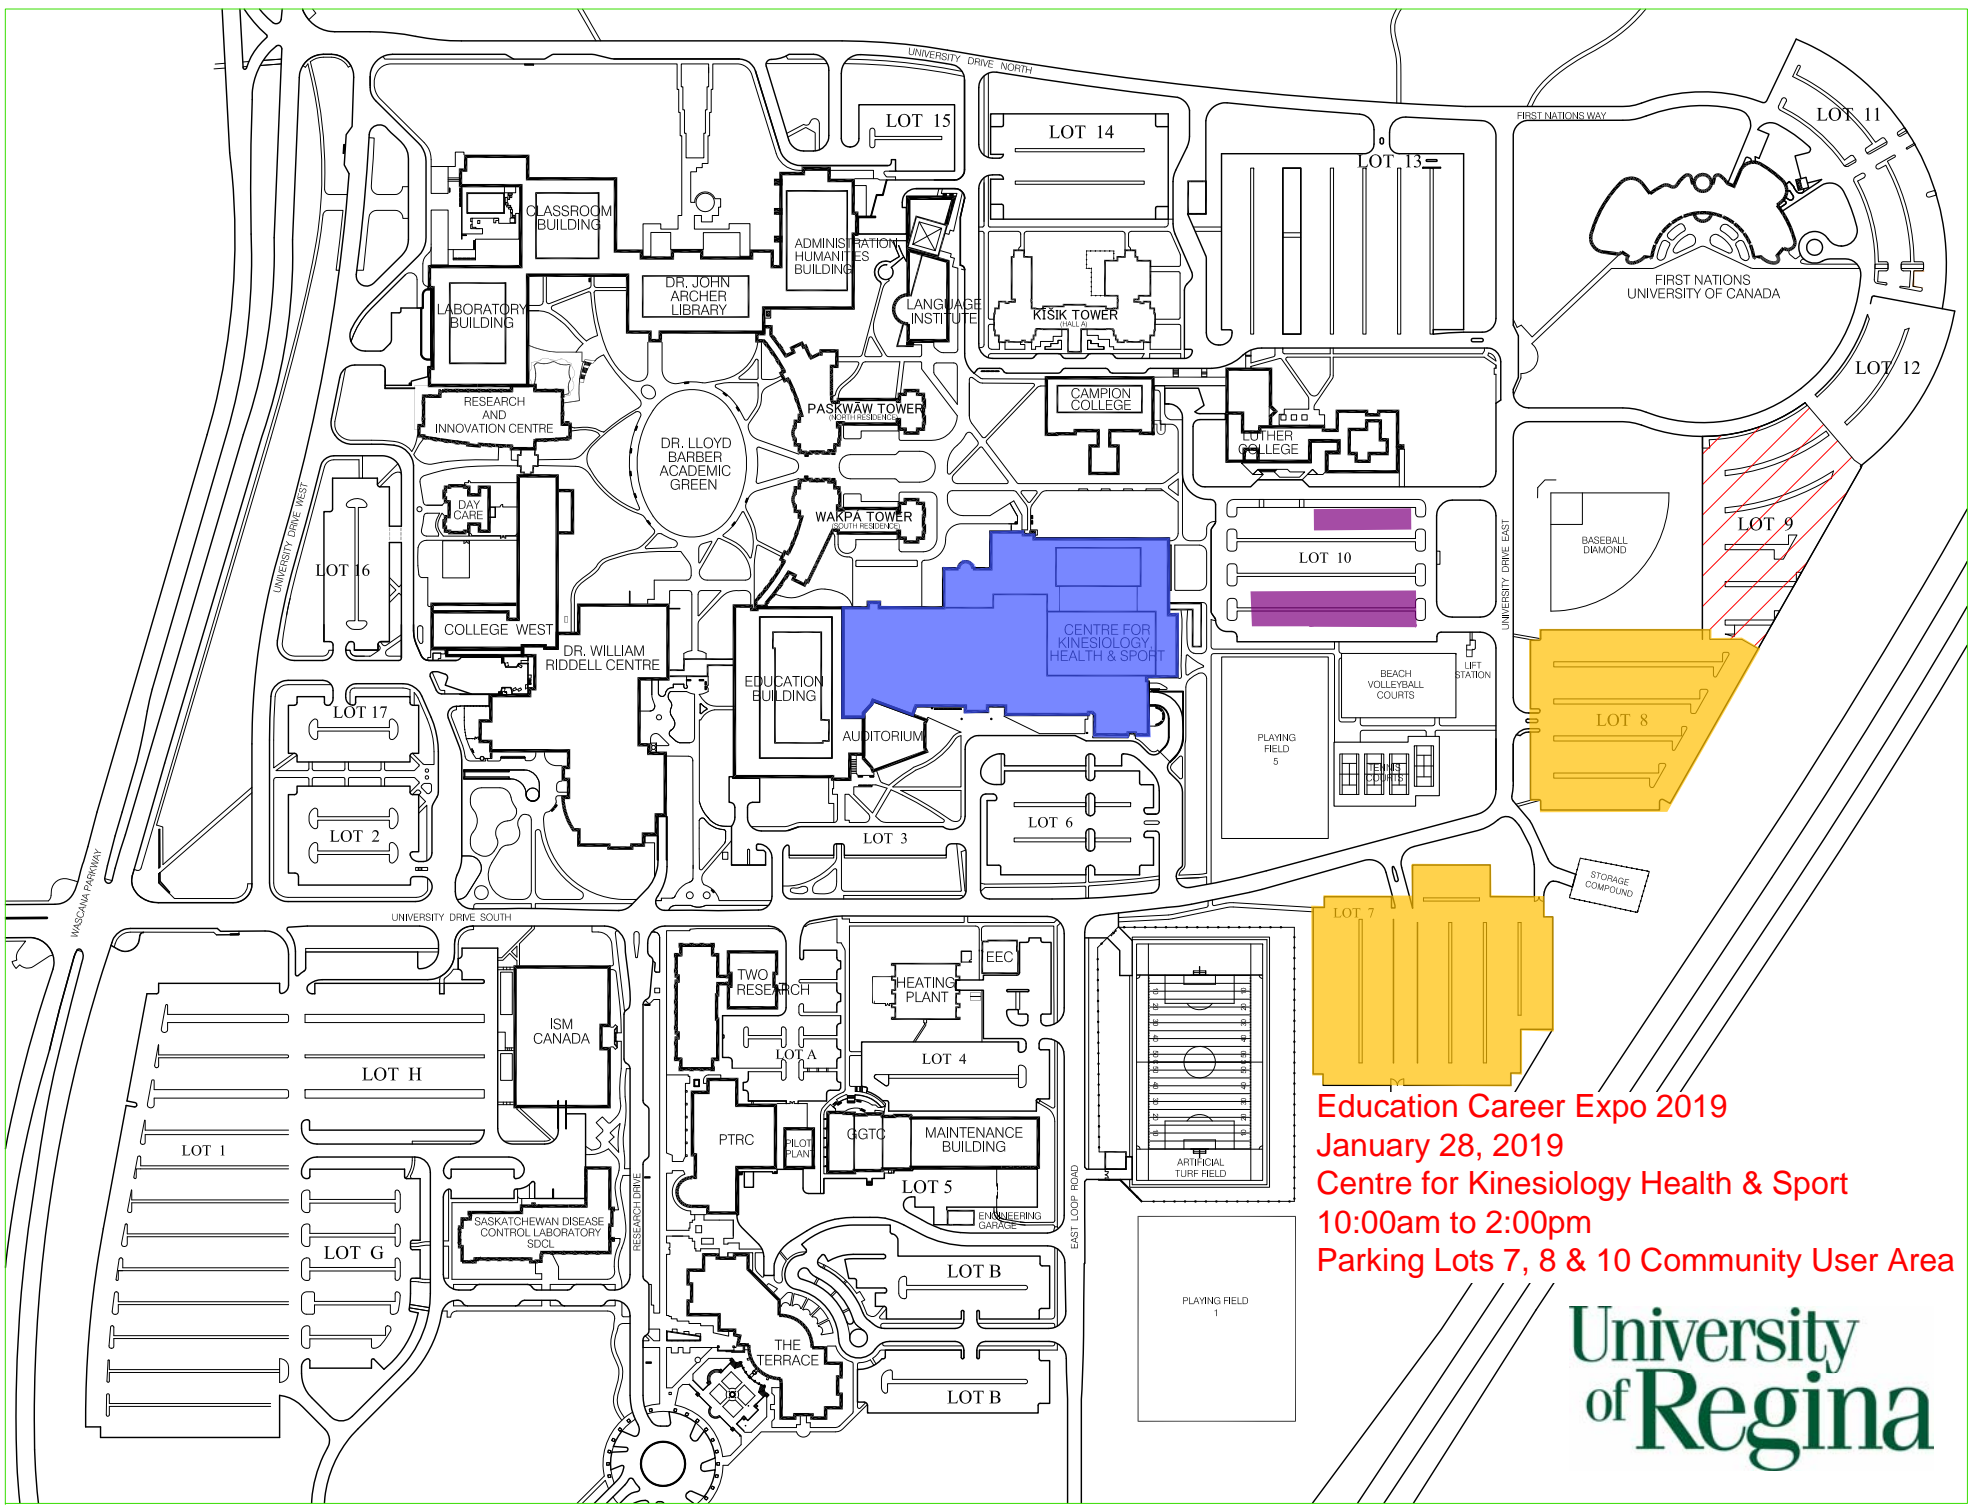 UNIVERSITY DRIVE NORTH
FIRST NATIONS WAY
LOT 11
LOT 15
LOT 14
LOT 13
CLASSROOM
BUILDING
ADMINISTRATION
HUMANITIES
BUILDING
DR. JOHN
ARCHER
LIBRARY
LABORATORY
BUILDING
LANGUAGE
INSTITUTE
KĪSIK TOWER
(HALL A)
FIRST NATIONS
UNIVERSITY OF CANADA
LOT 12
RESEARCH
AND
INNOVATION CENTRE
PASKWĀW TOWER
(NORTH RESIDENCE)
CAMPION
COLLEGE
LUTHER
COLLEGE
DR. LLOYD
BARBER
ACADEMIC
GREEN
DAY
CARE
WAKPÁ TOWER
(SOUTH RESIDENCE)
UNIVERSITY DRIVE WEST
LOT 16
LOT 10
UNIVERSITY DRIVE EAST
BASEBALL
DIAMOND
LOT 9
COLLEGE WEST
DR. WILLIAM
RIDDELL CENTRE
CENTRE FOR
KINESIOLOGY,
HEALTH & SPORT
EDUCATION
BUILDING
AUDITORIUM
BEACH
VOLLEYBALL
COURTS
LIFT
STATION
LOT 17
LOT 8
PLAYING
FIELD
5
TENNIS
COURTS
LOT 2
LOT 3
LOT 6
WASCANA PARKWAY
STORAGE
COMPOUND
UNIVERSITY DRIVE SOUTH
LOT 7
TWO
RESEARCH
HEATING
PLANT
EEC
ISM
CANADA
LOT A
LOT 4
LOT H
LOT 1
PTRC
PILOT
PLANT
GGTC
MAINTENANCE
BUILDING
ARTIFICIAL
TURF FIELD
LOT 5
ENGINEERING
GARAGE
EAST LOOP ROAD
RESEARCH DRIVE
SASKATCHEWAN DISEASE
CONTROL LABORATORY
SDCL
LOT G
LOT B
PLAYING FIELD
1
THE
TERRACE
LOT B
Education Career Expo 2019
January 28, 2019
Centre for Kinesiology Health & Sport
10:00am to 2:00pm
Parking Lots 7, 8 & 10 Community User Area
University
of Regina